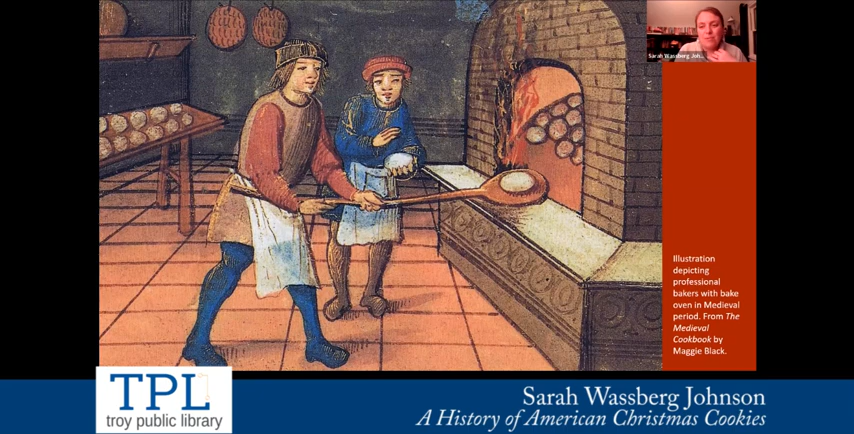 Sarah Wassberg Joh...
Illustration
depicting
professional
bakers with bake
oven in Medieval
period. From The
Medieval
Cookbook by
Maggie Black.
TPL
troy public library
Sarah Wassberg Johnson
A History of American Christmas Cookies